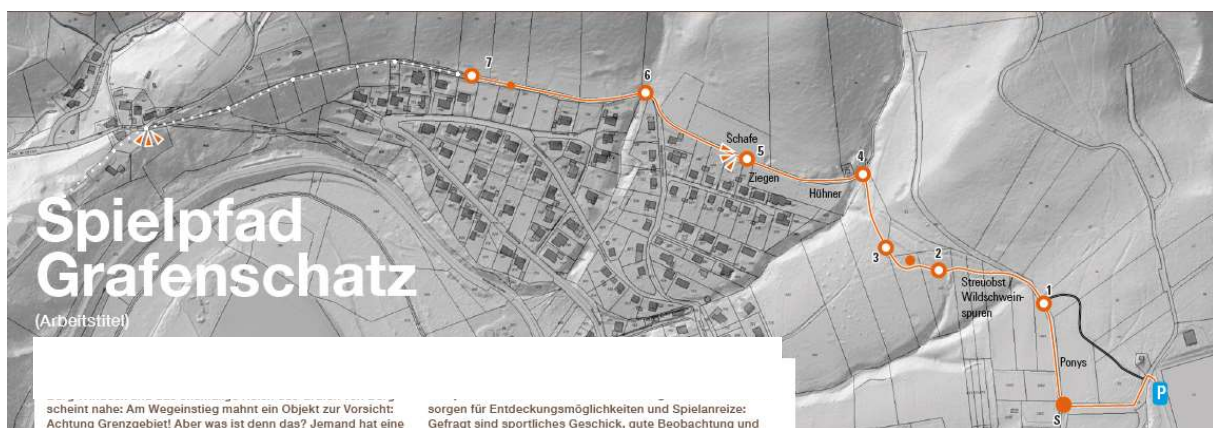 7
6
Schafe
5
Ziegen
4
Hühner
3
2
Streuobst /
Wildschwein-
spuren
1
Ponys
S
P
Spielpfad
Grafenschatz
(Arbeitstitel)
scheint nahe: Am Wegeinstieg mahnt ein Objekt zur Vorsicht:
Achtung Grenzgebiet! Aber was ist denn das? Jemand hat eine
sorgen für Entdeckungsmöglichkeiten und Spielanreize:
Gefragt sind sportliches Geschick, gute Beobachtung und